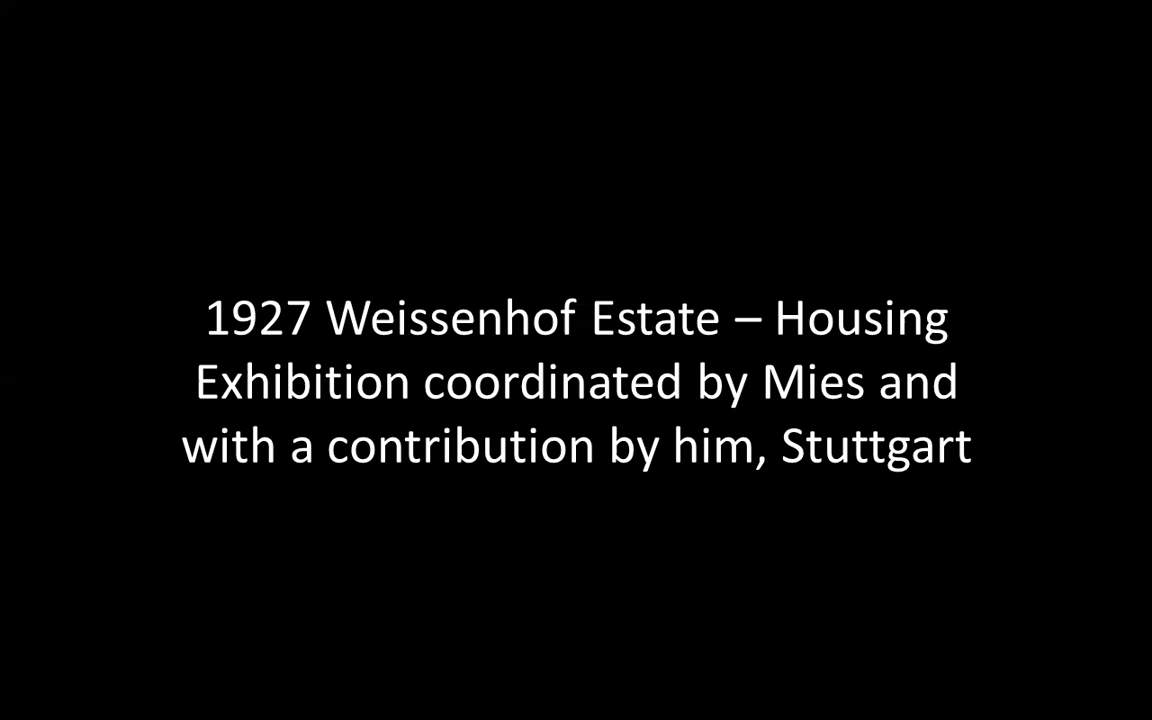 1927 Weissenhof Estate – Housing
Exhibition coordinated by Mies and
with a contribution by him, Stuttgart